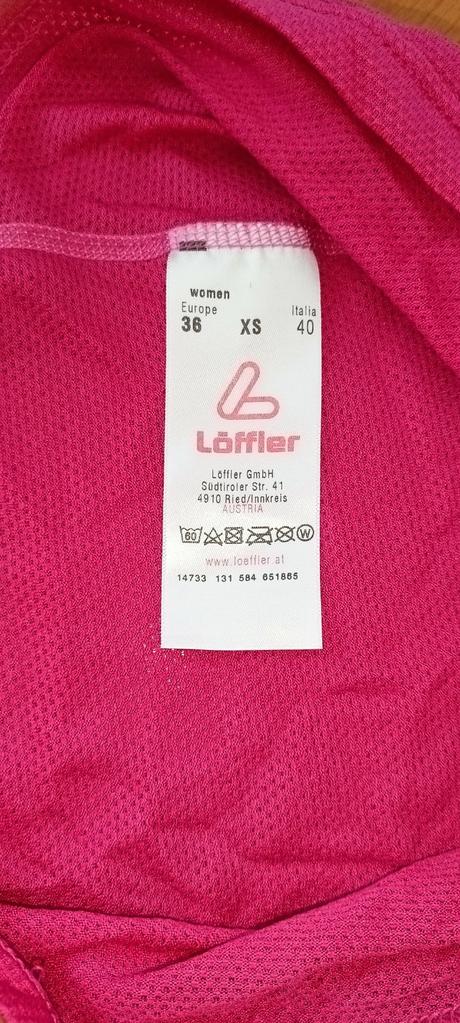 women
Europe Italia
36 XS 40
Löffler
Löffler GmbH
Südtiroler Str. 41
4910 Ried/Innkreis
AUSTRIA
60 W
www.loeffler.at
14733 131 584 651865